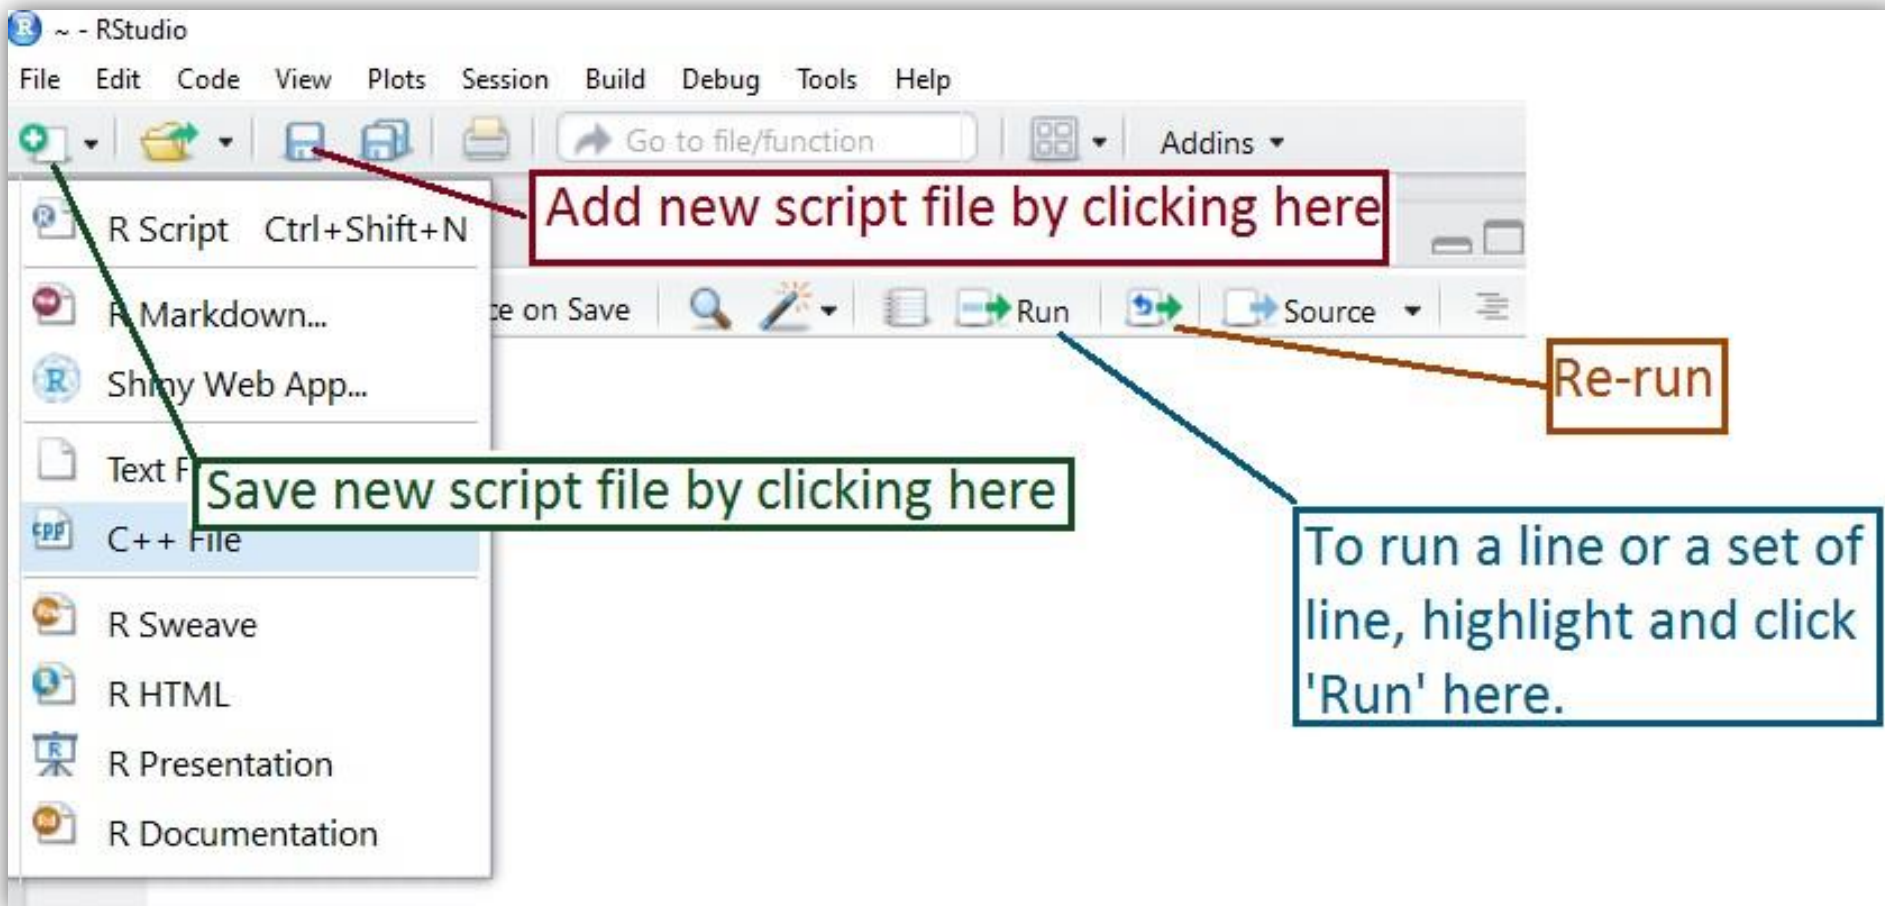 ~ - RStudio
File Edit Code View Plots Session Build Debug Tools Help
Go to file/function Addins
Add new script file by clicking here
R Script Ctrl+Shift+N
R Markdown...
on Save Run Source
Shiny Web App...
Re-run
Text
Save new script file by clicking here
C++ File
To run a line or a set of
line, highlight and click
'Run' here.
R Sweave
R HTML
R Presentation
R Documentation